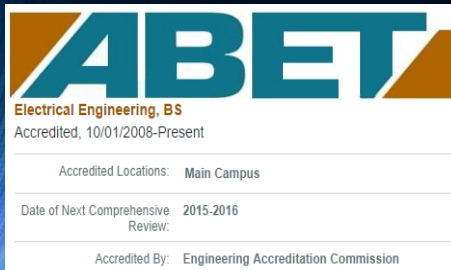 ABET
Electrical Engineering, BS
Accredited, 10/01/2008-Present
Accredited Locations: Main Campus
Date of Next Comprehensive 2015-2016
Review:
Accredited By: Engineering Accreditation Commission